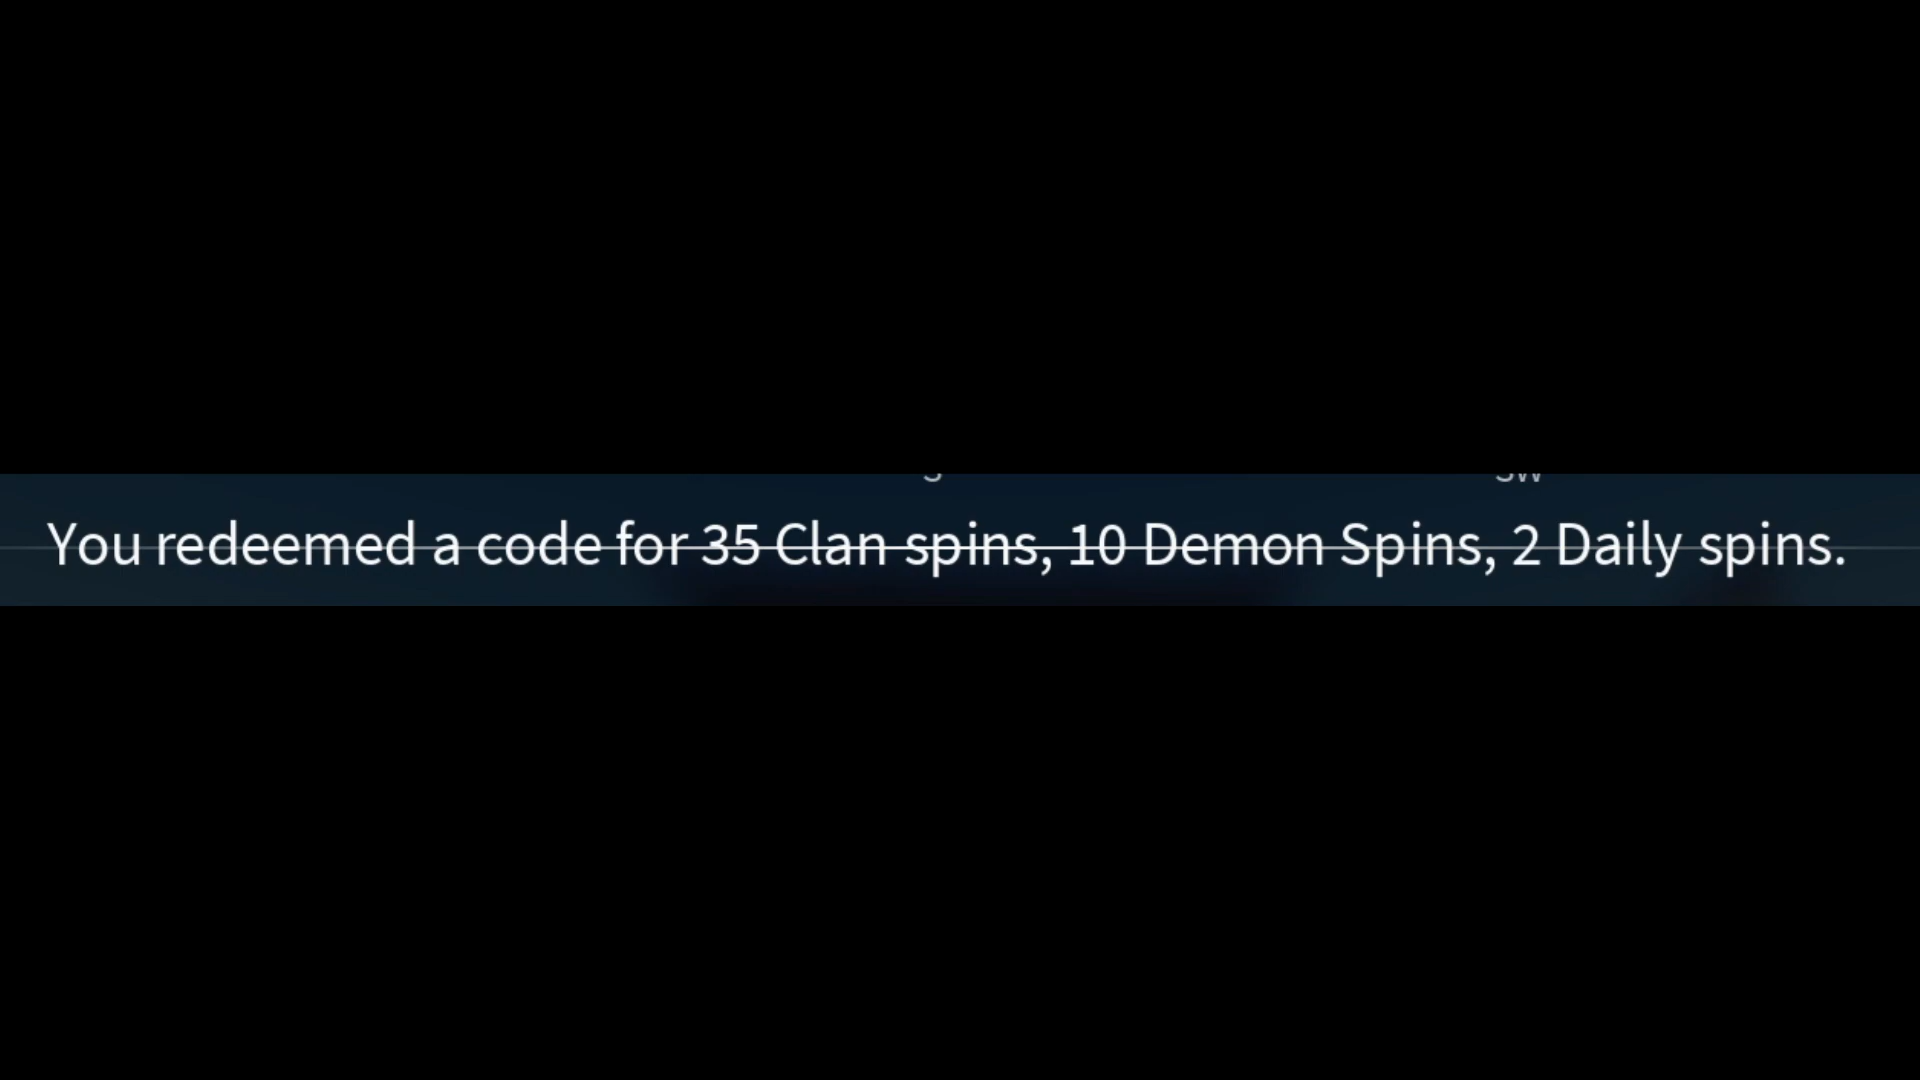 You redeemed a code for 35 Clan spins, 10 Demon Spins, 2 Daily spins.